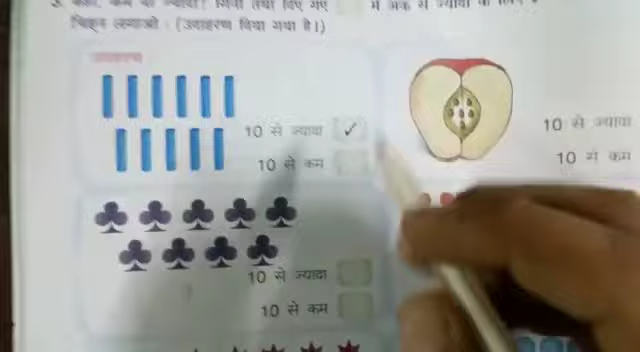 चिह्न लगाओ : (उदाहरण दिया गया है।)
उदाहरण
10 से ज्यादा
10 से कम
10 से ज्यादा
10 से कम
10 से ज्यादा
10 से कम